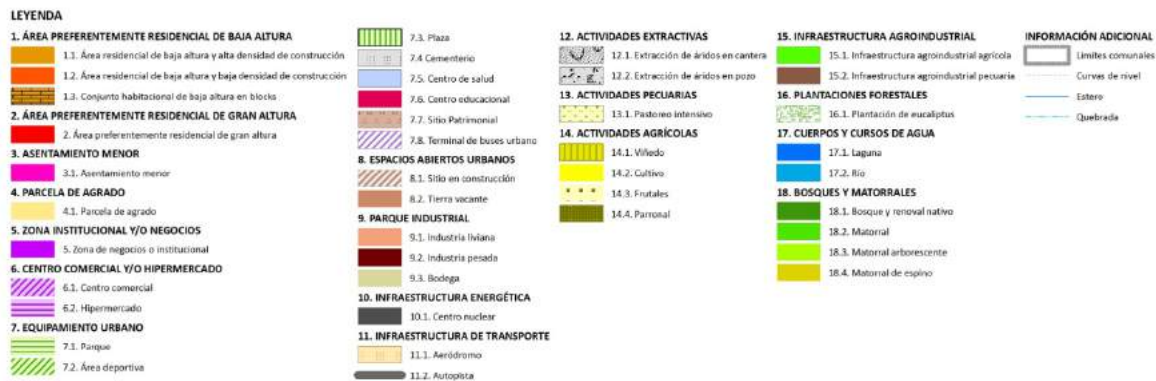 LEYENDA
1. ÁREA PREFERENTEMENTE RESIDENCIAL DE BAJA ALTURA
1.1. Área residencial de baja altura y alta densidad de construcción
1.2. Área residencial de baja altura y baja densidad de construcción
1.3. Conjunto habitacional de baja altura en blocks
2. ÁREA PREFERENTEMENTE RESIDENCIAL DE GRAN ALTURA
2. Área preferentemente residencial de gran altura
3. ASENTAMIENTO MENOR
3.1. Asentamiento menor
4. PARCELA DE AGRADO
4.1. Parcela de agrado
5. ZONA INSTITUCIONAL Y/O NEGOCIOS
5. Zona de negocios o institucional
6. CENTRO COMERCIAL Y/O HIPERMERCADO
6.1. Centro comercial
6.2. Hipermercado
7. EQUIPAMIENTO URBANO
7.1. Parque
7.2. Área deportiva
7.3. Plaza
7.4 Cementerio
7.5. Centro de salud
7.6. Centro educacional
7.7. Sitio Patrimonial
7.8. Terminal de buses urbano
8. ESPACIOS ABIERTOS URBANOS
8.1. Sitio en construcción
8.2. Tierra vacante
9. PARQUE INDUSTRIAL
9.1. Industria liviana
9.2. Industria pesada
9.3. Bodega
10. INFRAESTRUCTURA ENERGÉTICA
10.1. Centro nuclear
11. INFRAESTRUCTURA DE TRANSPORTE
11.1. Aeródromo
11.2. Autopista
12. ACTIVIDADES EXTRACTIVAS
12.1. Extracción de áridos en cantera
12.2. Extracción de áridos en pozo
13. ACTIVIDADES PECUARIAS
13.1. Pastoreo intensivo
14. ACTIVIDADES AGRÍCOLAS
14.1. Viñedo
14.2. Cultivo
14.3. Frutales
14.4. Parronal
15. INFRAESTRUCTURA AGROINDUSTRIAL
15.1. Infraestructura agroindustrial agrícola
15.2. Infraestructura agroindustrial pecuaria
16. PLANTACIONES FORESTALES
16.1. Plantación de eucaliptus
17. CUERPOS Y CURSOS DE AGUA
17.1. Laguna
17.2. Río
18. BOSQUES Y MATORRALES
18.1. Bosque y renoval nativo
18.2. Matorral
18.3. Matorral arborescente
18.4. Matorral de espino
INFORMACIÓN ADICIONAL
Límites comunales
Curvas de nivel
Estero
Quebrada